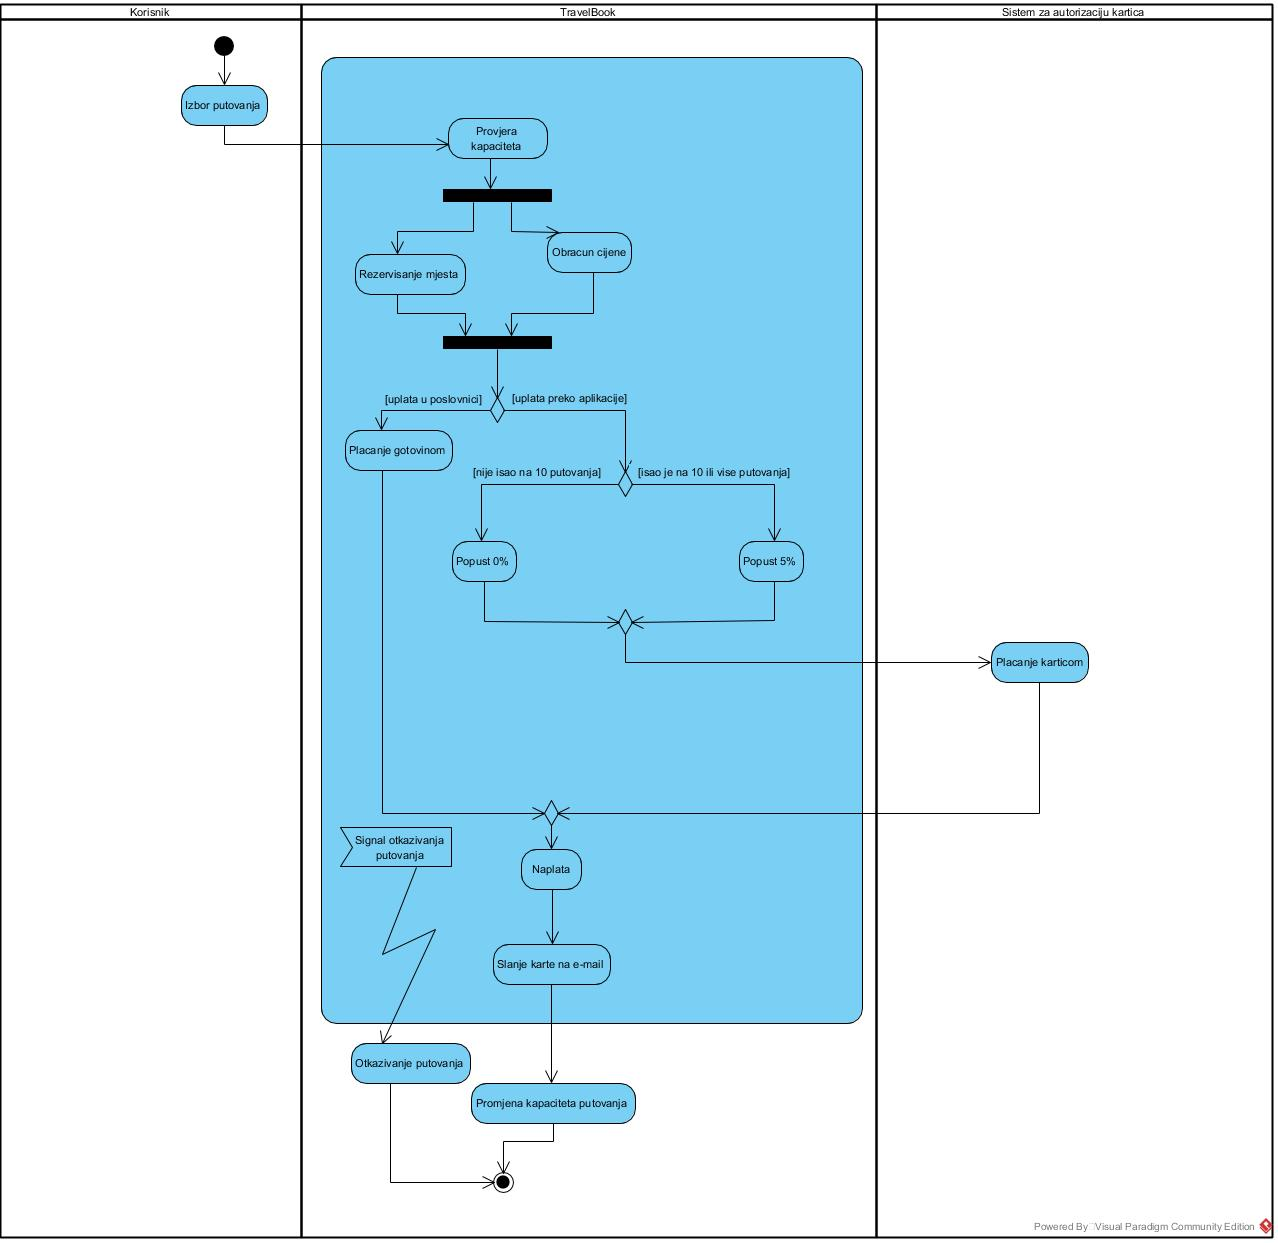 Korisnik
TravelBook
Sistem za autorizaciju kartica
Izbor putovanja
Provjera
kapaciteta
Obracun cijene
Rezervisanje mjesta
[uplata u poslovnici]
[uplata preko aplikacije]
Placanje gotovinom
[nije isao na 10 putovanja]
[isao je na 10 ili vise putovanja]
Popust 0%
Popust 5%
Placanje karticom
Signal otkazivanja
putovanja
Naplata
Slanje karte na e-mail
Otkazivanje putovanja
Promjena kapaciteta putovanja
Powered By Visual Paradigm Community Edition